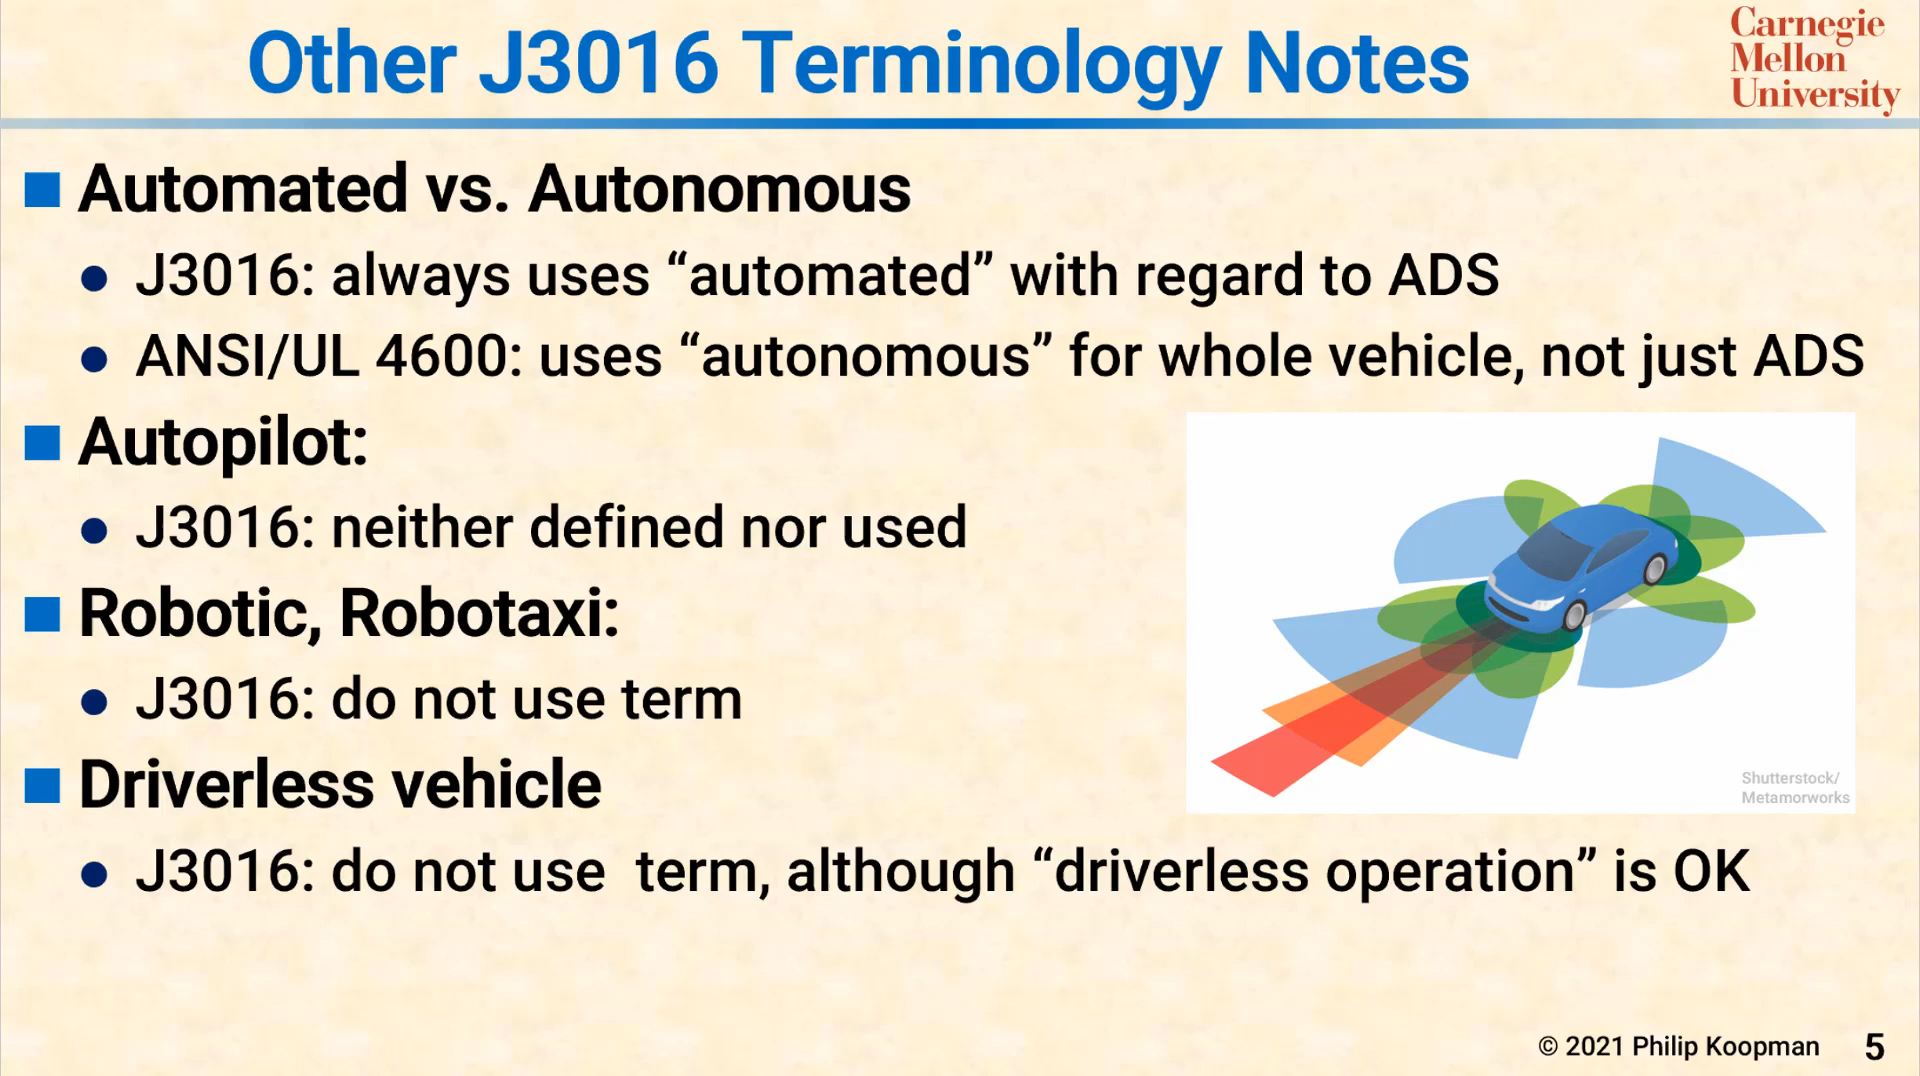 Other J3016 Terminology Notes
Carnegie
Mellon
University
Automated vs. Autonomous
J3016: always uses “automated” with regard to ADS
ANSI/UL 4600: uses “autonomous” for whole vehicle, not just ADS
Autopilot:
J3016: neither defined nor used
Robotic, Robotaxi:
J3016: do not use term
Driverless vehicle
J3016: do not use  term, although “driverless operation” is OK
Shutterstock/
Metamorworks
© 2021 Philip Koopman 5